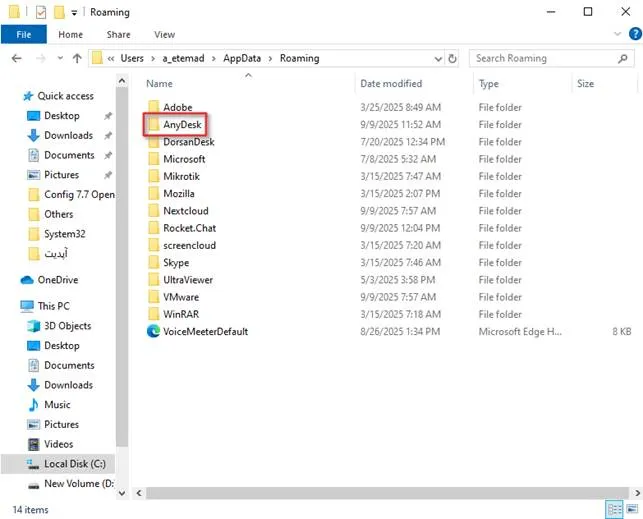 Roaming
File
Home
Share
View
« Users › a_etemad › AppData › Roaming
Search Roaming
Name Date modified Type Size
Adobe 3/25/2025 8:49 AM File folder
AnyDesk 9/9/2025 11:52 AM File folder
DorsanDesk 7/20/2025 12:34 PM File folder
Microsoft 7/8/2025 5:32 AM File folder
Mikrotik 3/15/2025 7:47 AM File folder
Mozilla 3/15/2025 2:07 PM File folder
Nextcloud 9/9/2025 7:57 AM File folder
Rocket.Chat 9/9/2025 12:04 PM File folder
screencloud 3/15/2025 7:20 AM File folder
Skype 3/15/2025 7:46 AM File folder
UltraViewer 5/3/2025 3:58 PM File folder
VMware 9/9/2025 7:57 AM File folder
WinRAR 3/15/2025 7:18 AM File folder
VoiceMeeterDefault 8/26/2025 1:34 PM Microsoft Edge H... 8 KB
Quick access
Desktop
Downloads
Documents
Pictures
Config 7.7 Open
Others
System32
آپدیت
OneDrive
This PC
3D Objects
Desktop
Documents
Downloads
Music
Pictures
Videos
Local Disk (C:)
New Volume (D:
14 items